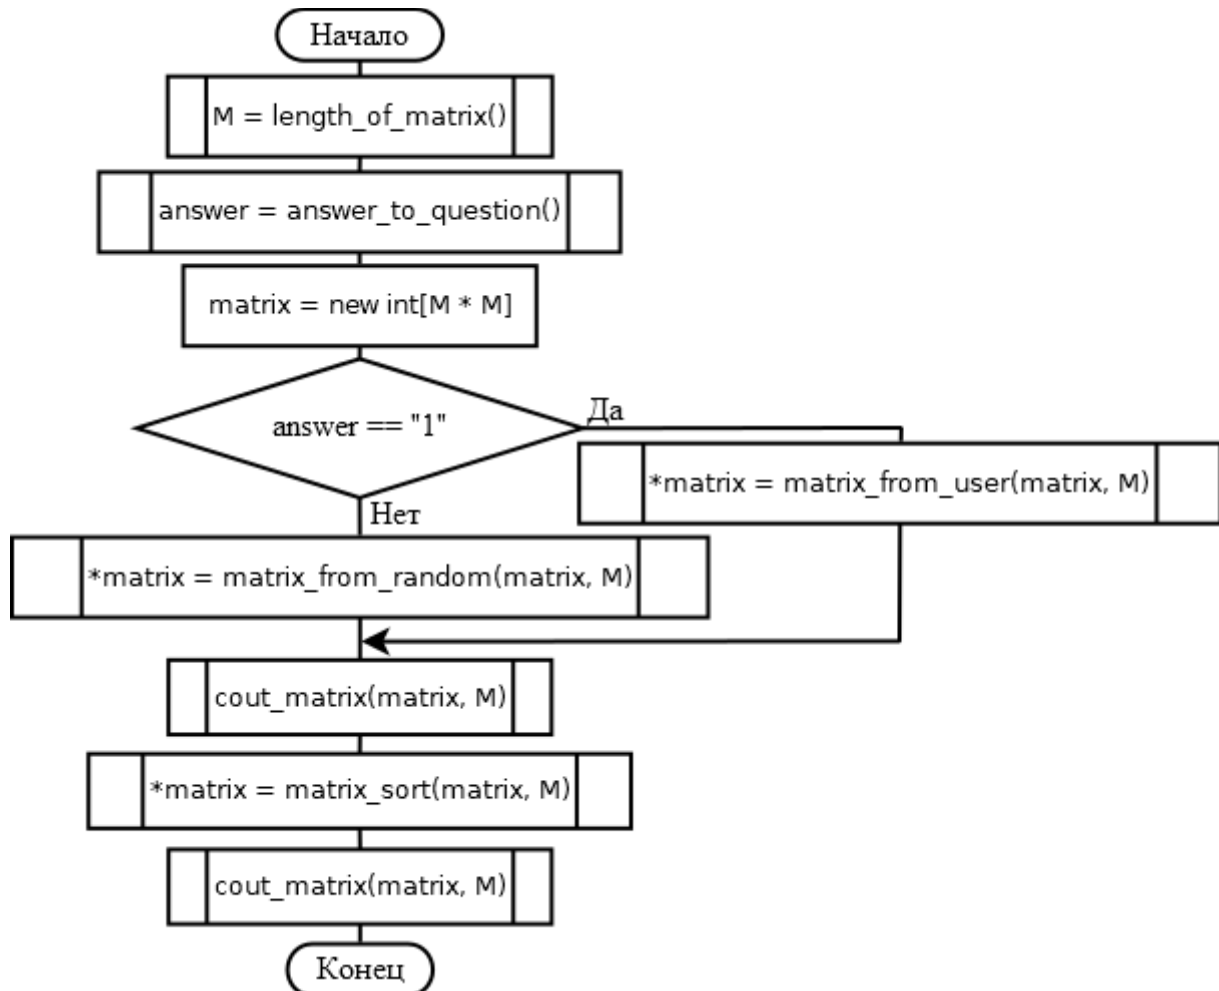 Начало
M = length_of_matrix()
answer = answer_to_question()
matrix = new int[M * M]
answer == "1"
Да
*matrix = matrix_from_user(matrix, M)
Нет
*matrix = matrix_from_random(matrix, M)
cout_matrix(matrix, M)
*matrix = matrix_sort(matrix, M)
cout_matrix(matrix, M)
Конец